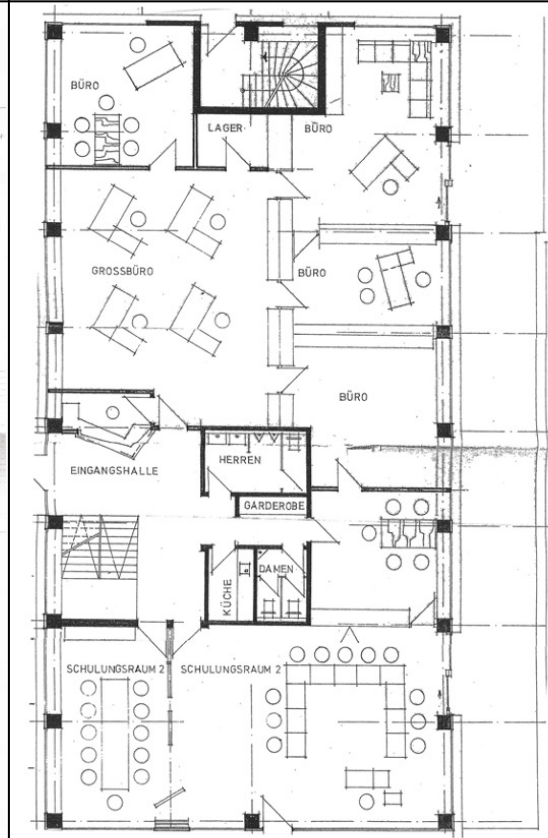 BÜRO
LAGER
BÜRO
GROSSBÜRO
BÜRO
BÜRO
HERREN
EINGANGSHALLE
GARDEROBE
KÜCHE
DAMEN
SCHULUNGSRAUM 2
SCHULUNGSRAUM 2